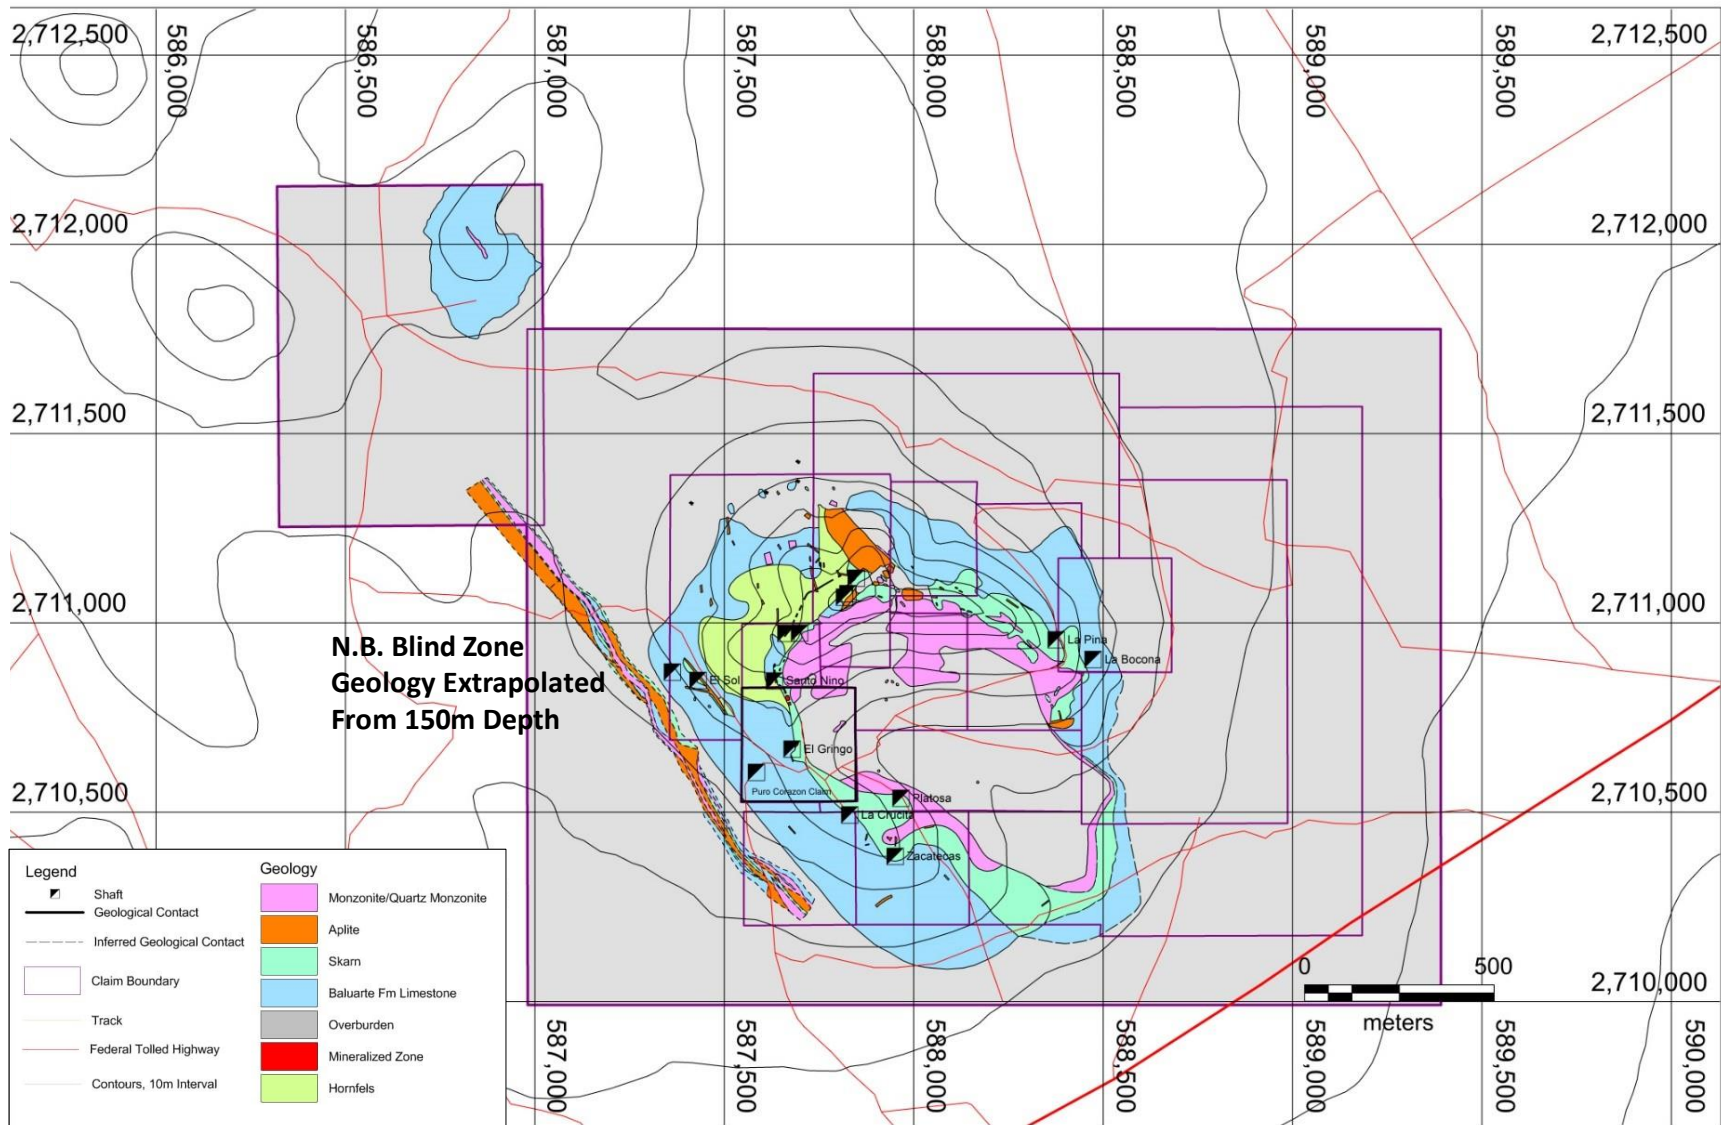 586,000
586,500
587,000
587,500
588,000
588,500
589,000
589,500
2,712,500
2,712,500
2,712,000
2,712,000
2,711,500
2,711,500
2,711,000
2,711,000
N.B. Blind Zone
Geology Extrapolated
From 150m Depth
La Pina
La Bocona
El Sol
Santo Nino
El Gringo
Puro Corazon Claim
Platosa
La Crucita
Zacatecas
2,710,500
2,710,500
Legend
Shaft
Geological Contact
Inferred Geological Contact
Claim Boundary
Track
Federal Tolled Highway
Contours, 10m Interval
Geology
Monzonite/Quartz Monzonite
Aplite
Skarn
Baluarte Fm Limestone
Overburden
Mineralized Zone
Hornfels
0 500
meters
2,710,000
587,000
587,500
588,000
588,500
589,000
589,500
590,000